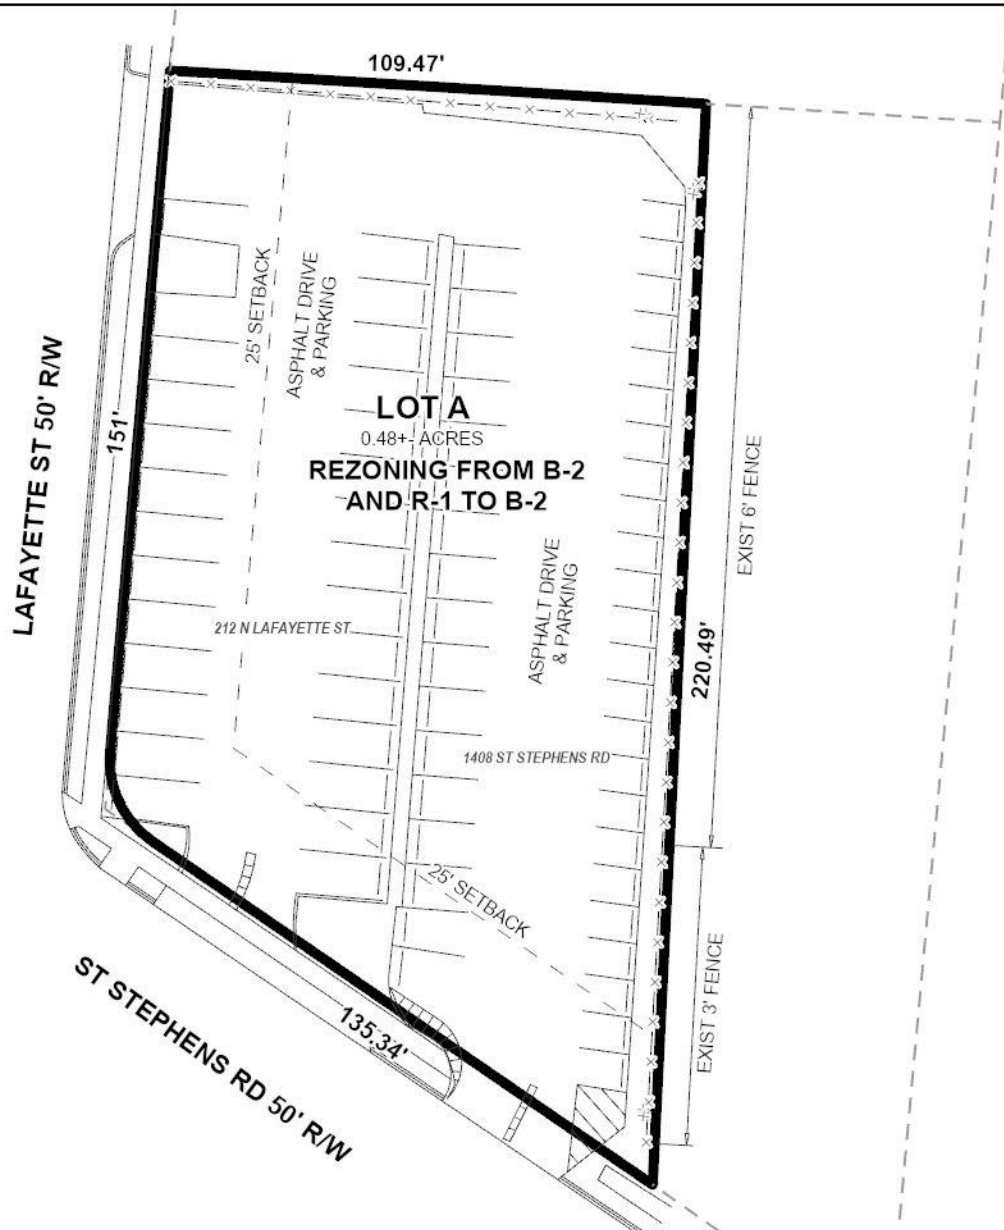 109.47'
25' SETBACK
ASPHALT DRIVE
& PARKING
LAFAYETTE ST 50' R/W
151'
LOT A
0.48+- ACRES
REZONING FROM B-2
AND R-1 TO B-2
EXIST 6' FENCE
ASPHALT DRIVE
& PARKING
212 N LAFAYETTE ST
220.49'
1408 ST STEPHENS RD
25' SETBACK
EXIST 3' FENCE
135.34'
ST STEPHENS RD 50' R/W